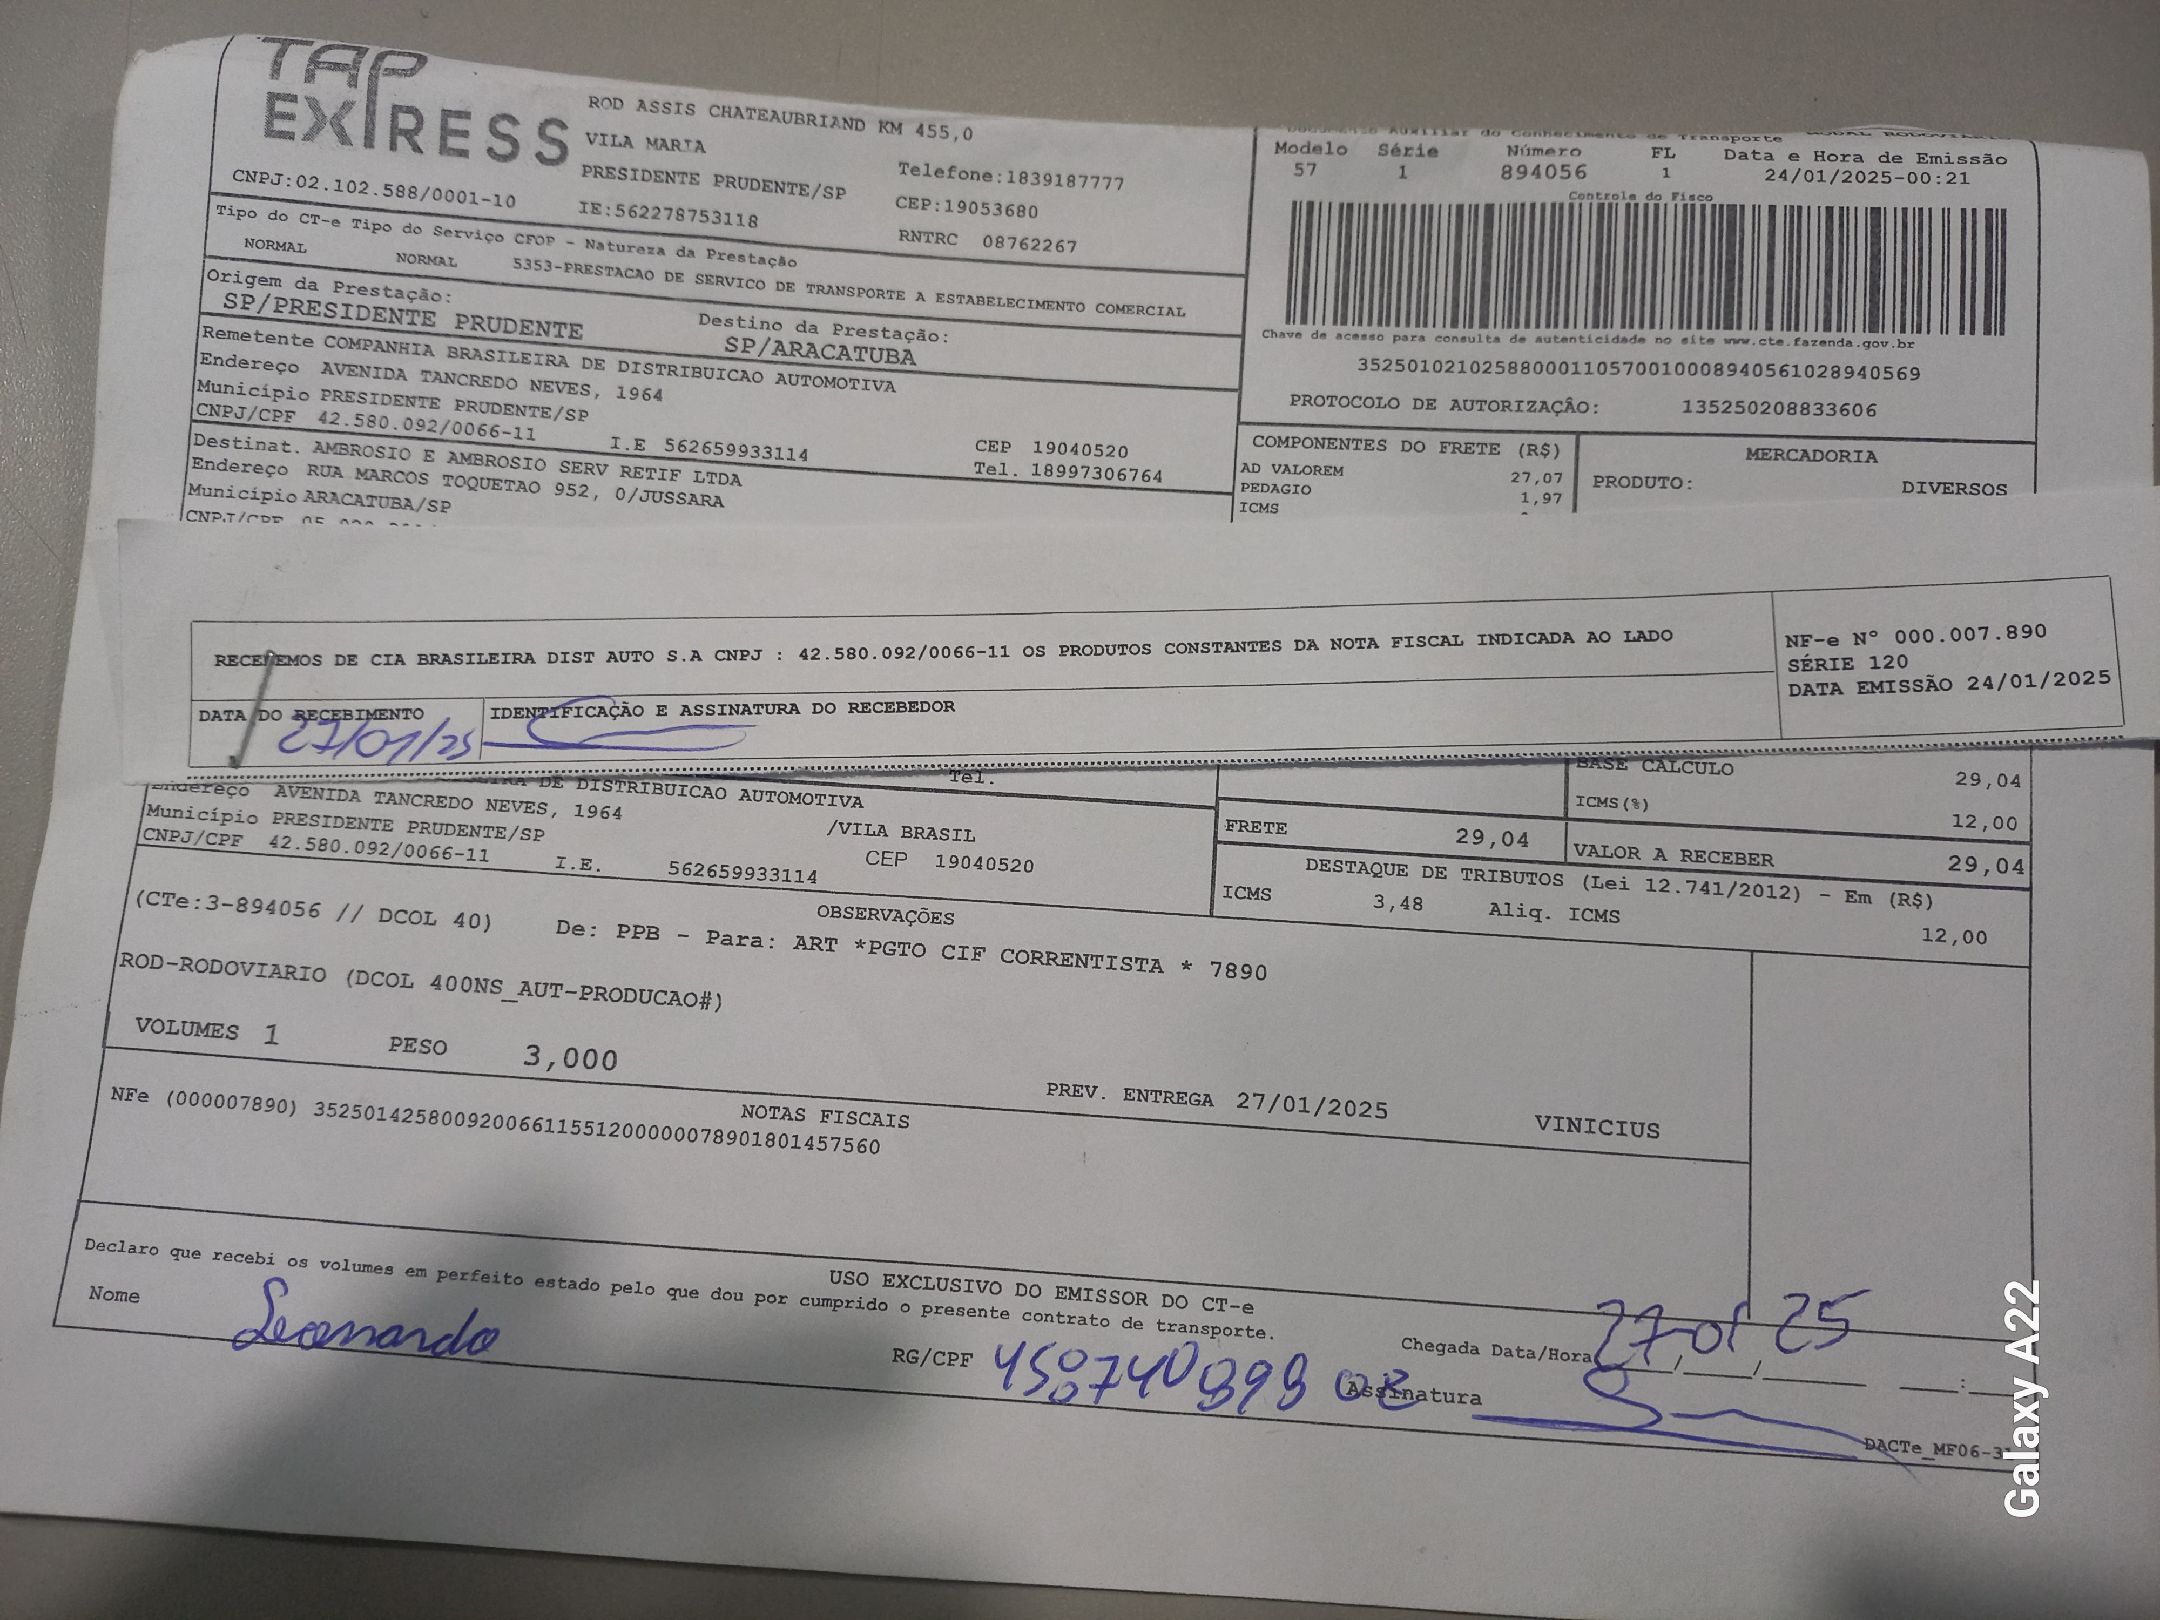 TAP
EXPRESS
ROD ASSIS CHATEAUBRIAND KM 455,0
VILA MARIA
PRESIDENTE PRUDENTE/SP
Telefone:1839187777
CNPJ:02.102.588/0001-10
IE:562278753118
CEP:19053680
RNTRC 08762267
Tipo do CT-e Tipo do Serviço CFOP - Natureza da Prestação
NORMAL NORMAL 5353-PRESTACAO DE SERVICO DE TRANSPORTE A ESTABELECIMENTO COMERCIAL
Origem da Prestação:
SP/PRESIDENTE PRUDENTE
Destino da Prestação:
SP/ARACATUBA
Remetente COMPANHIA BRASILEIRA DE DISTRIBUICAO AUTOMOTIVA
Endereço AVENIDA TANCREDO NEVES, 1964
Município PRESIDENTE PRUDENTE/SP
CEP 19040520
CNPJ/CPF 42.580.092/0066-11 I.E 562659933114 Tel. 18997306764
Destinat. AMBROSIO E AMBROSIO SERV RETIF LTDA
Endereço RUA MARCOS TOQUETAO 952, 0/JUSSARA
Município ARACATUBA/SP
CNPJ/CPF
Documento Auxiliar do Conhecimento de Transporte MODAL RODOVIARIO
Modelo Série Número FL Data e Hora de Emissão
57 1 894056 1 24/01/2025-00:21
Controle do Fisco
Chave de acesso para consulta de autenticidade no site www.cte.fazenda.gov.br
35250102102588000110570010008940561028940569
PROTOCOLO DE AUTORIZAÇÂO: 135250208833606
COMPONENTES DO FRETE (R$)
AD VALOREM 27,07
PEDAGIO 1,97
ICMS
MERCADORIA
PRODUTO: DIVERSOS
RECEBEMOS DE CIA BRASILEIRA DIST AUTO S.A CNPJ : 42.580.092/0066-11 OS PRODUTOS CONSTANTES DA NOTA FISCAL INDICADA AO LADO
NF-e Nº 000.007.890
SÉRIE 120
DATA EMISSÃO 24/01/2025
DATA DO RECEBIMENTO
27/01/25
IDENTIFICAÇÃO E ASSINATURA DO RECEBEDOR
DE DISTRIBUICAO AUTOMOTIVA
Tel.
Endereço AVENIDA TANCREDO NEVES, 1964
/VILA BRASIL
Município PRESIDENTE PRUDENTE/SP
CEP 19040520
CNPJ/CPF 42.580.092/0066-11 I.E. 562659933114
BASE CALCULO 29,04
ICMS(%) 12,00
FRETE 29,04
VALOR A RECEBER 29,04
DESTAQUE DE TRIBUTOS (Lei 12.741/2012) - Em (R$)
ICMS 3,48 Aliq. ICMS 12,00
OBSERVAÇÕES
(CTe:3-894056 // DCOL 40) De: PPB - Para: ART *PGTO CIF CORRENTISTA * 7890
ROD-RODOVIARIO (DCOL 400NS_AUT-PRODUCAO#)
VOLUMES 1 PESO 3,000
PREV. ENTREGA 27/01/2025 VINICIUS
NOTAS FISCAIS
NFe (000007890) 35250142580092006611551200000078901801457560
USO EXCLUSIVO DO EMISSOR DO CT-e
Declaro que recebi os volumes em perfeito estado pelo que dou por cumprido o presente contrato de transporte.
Nome Leonardo
RG/CPF
Chegada Data/Hora 27 01 25
Assinatura
Galaxy A22